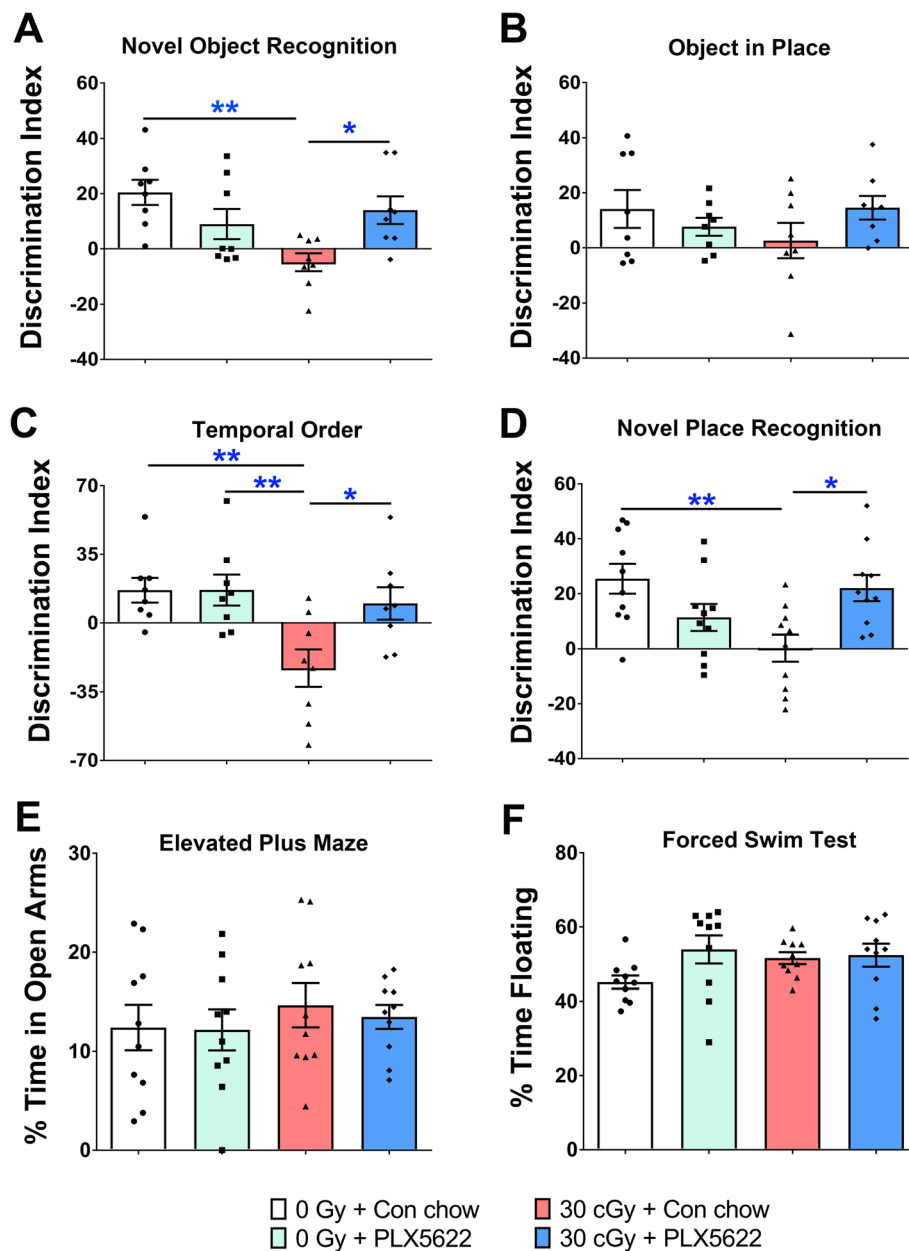 A
Novel Object Recognition
Discrimination Index
60
40
20
0
-20
-40
**
*
B
Object in Place
Discrimination Index
60
40
20
0
-20
-40
C
Temporal Order
Discrimination Index
70
35
0
-35
-70
**
**
*
D
Novel Place Recognition
Discrimination Index
60
40
20
0
-20
-40
**
*
E
Elevated Plus Maze
% Time in Open Arms
30
20
10
0
F
Forced Swim Test
% Time Floating
80
60
40
20
0
0 Gy + Con chow
30 cGy + Con chow
0 Gy + PLX5622
30 cGy + PLX5622